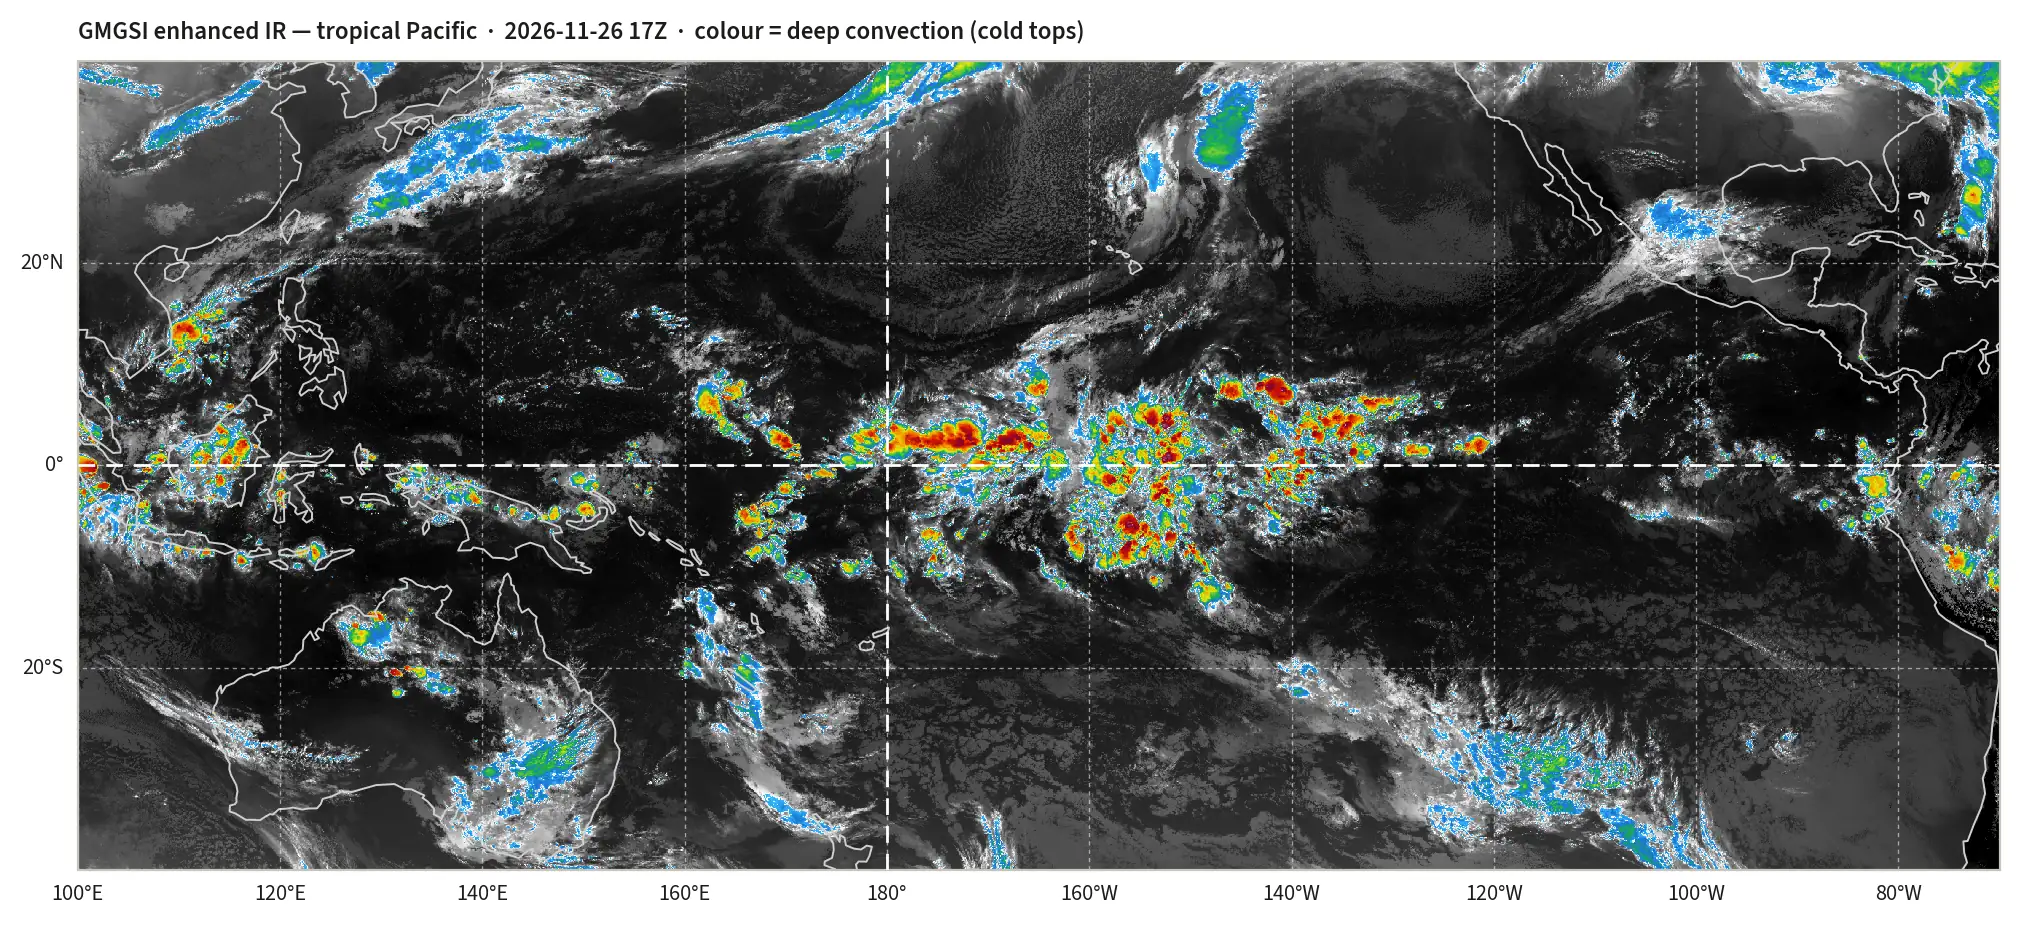 GMGSI enhanced IR — tropical Pacific · 2026-11-26 17Z · colour = deep convection (cold tops)
20°N
0°
20°S
100°E 120°E 140°E 160°E 180° 160°W 140°W 120°W 100°W 80°W